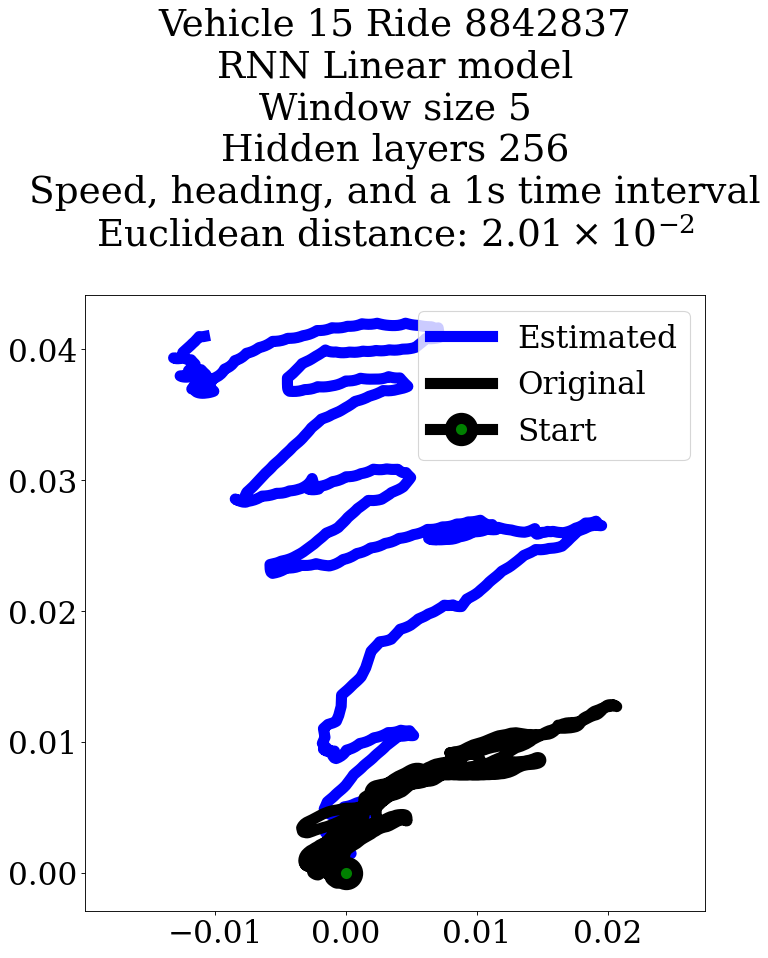 Vehicle 15 Ride 8842837
RNN Linear model
Window size 5
Hidden layers 256
Speed, heading, and a 1s time interval
Euclidean distance: 2.01 × 10⁻²
Estimated
Original
Start
0.04
0.03
0.02
0.01
0.00
−0.01 0.00 0.01 0.02